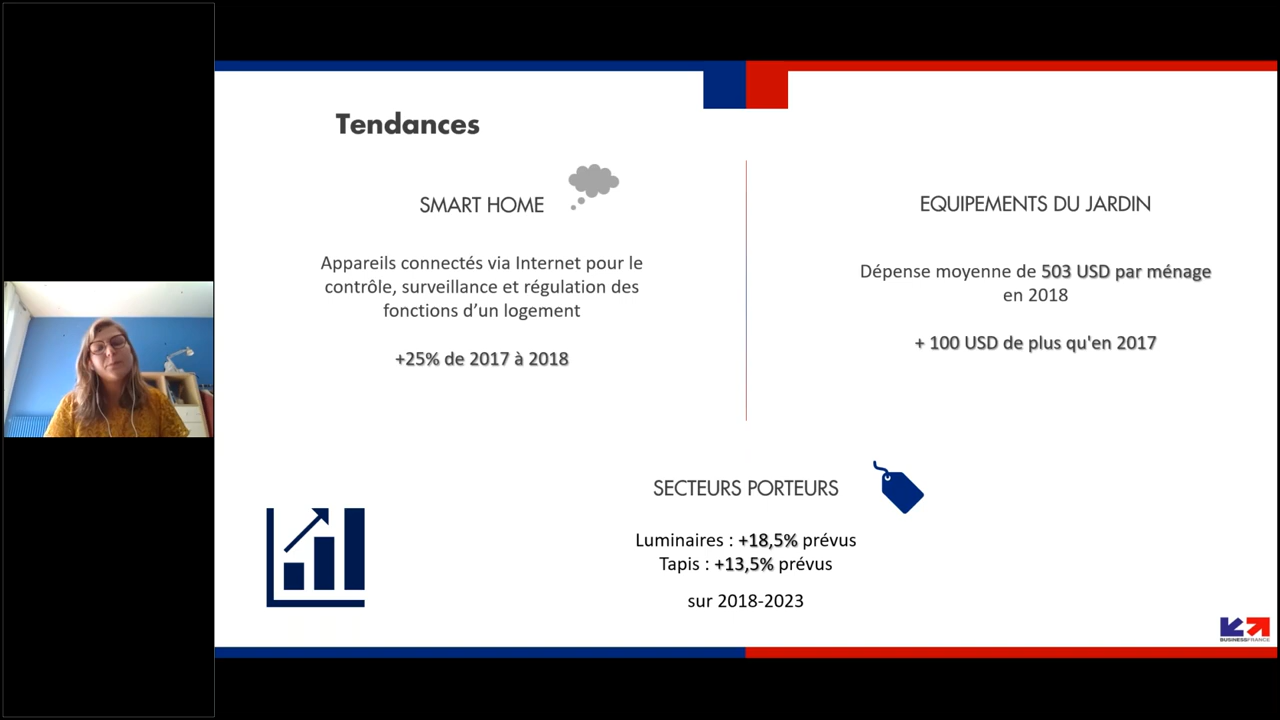 Tendances
SMART HOME
Appareils connectés via Internet pour le
contrôle, surveillance et régulation des
fonctions d’un logement
+25% de 2017 à 2018
EQUIPEMENTS DU JARDIN
Dépense moyenne de 503 USD par ménage
en 2018
+ 100 USD de plus qu'en 2017
SECTEURS PORTEURS
Luminaires : +18,5% prévus
Tapis : +13,5% prévus
sur 2018-2023
BUSINESSFRANCE